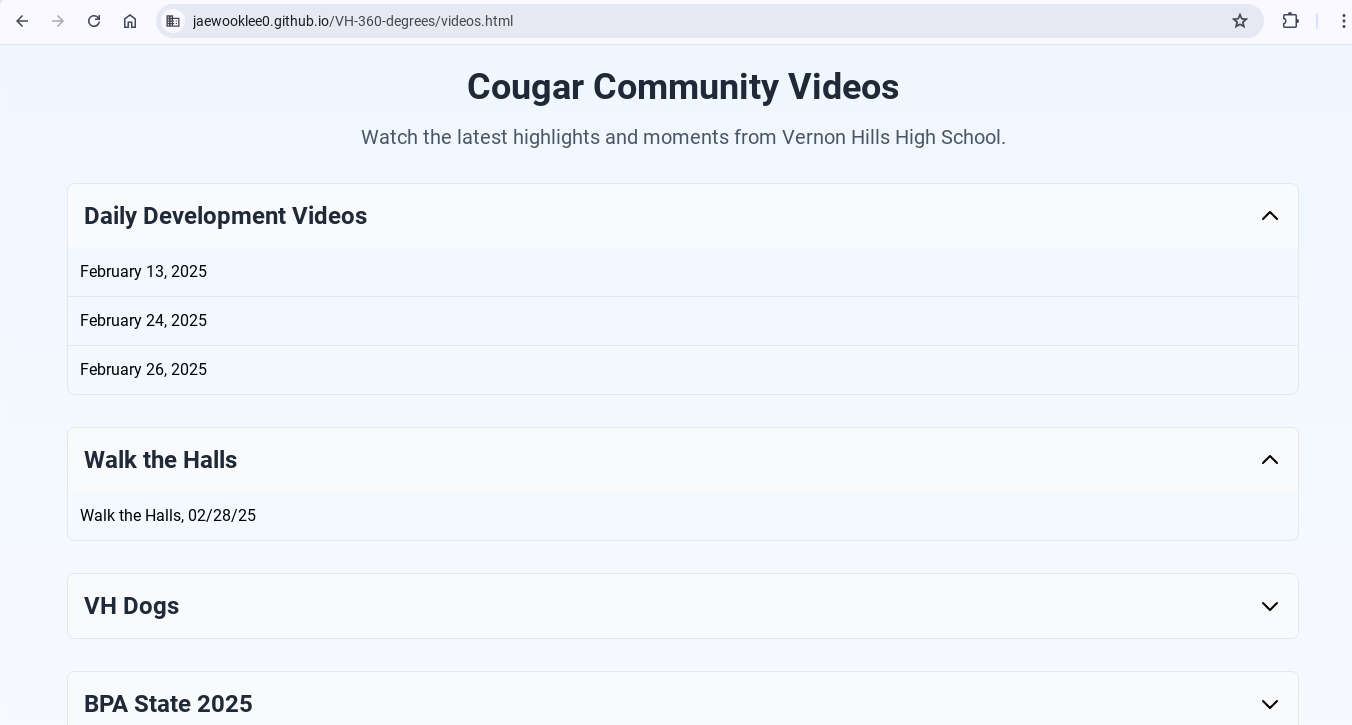 jaewooklee0.github.io/VH-360-degrees/videos.html
Cougar Community Videos
Watch the latest highlights and moments from Vernon Hills High School.
Daily Development Videos
February 13, 2025
February 24, 2025
February 26, 2025
Walk the Halls
Walk the Halls, 02/28/25
VH Dogs
BPA State 2025